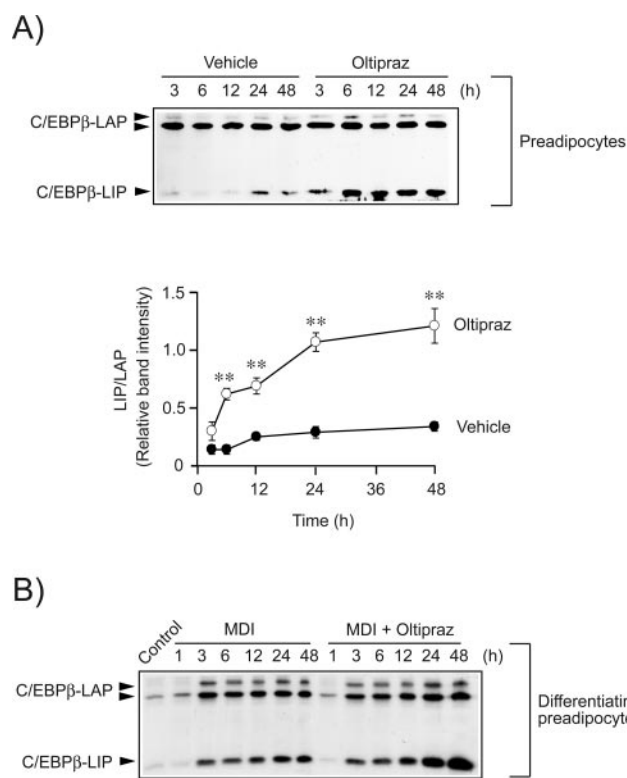 A)
Vehicle Oltipraz
3 6 12 24 48 3 6 12 24 48 (h)
C/EBPβ-LAP
Preadipocytes
C/EBPβ-LIP
LIP/LAP
(Relative band intensity)
1.5
1.0
0.5
0
** ** ** **
Oltipraz
Vehicle
0 12 24 36 48
Time (h)
B)
Control MDI MDI + Oltipraz
1 3 6 12 24 48 1 3 6 12 24 48 (h)
C/EBPβ-LAP
Differentiatin
preadipocyte
C/EBPβ-LIP